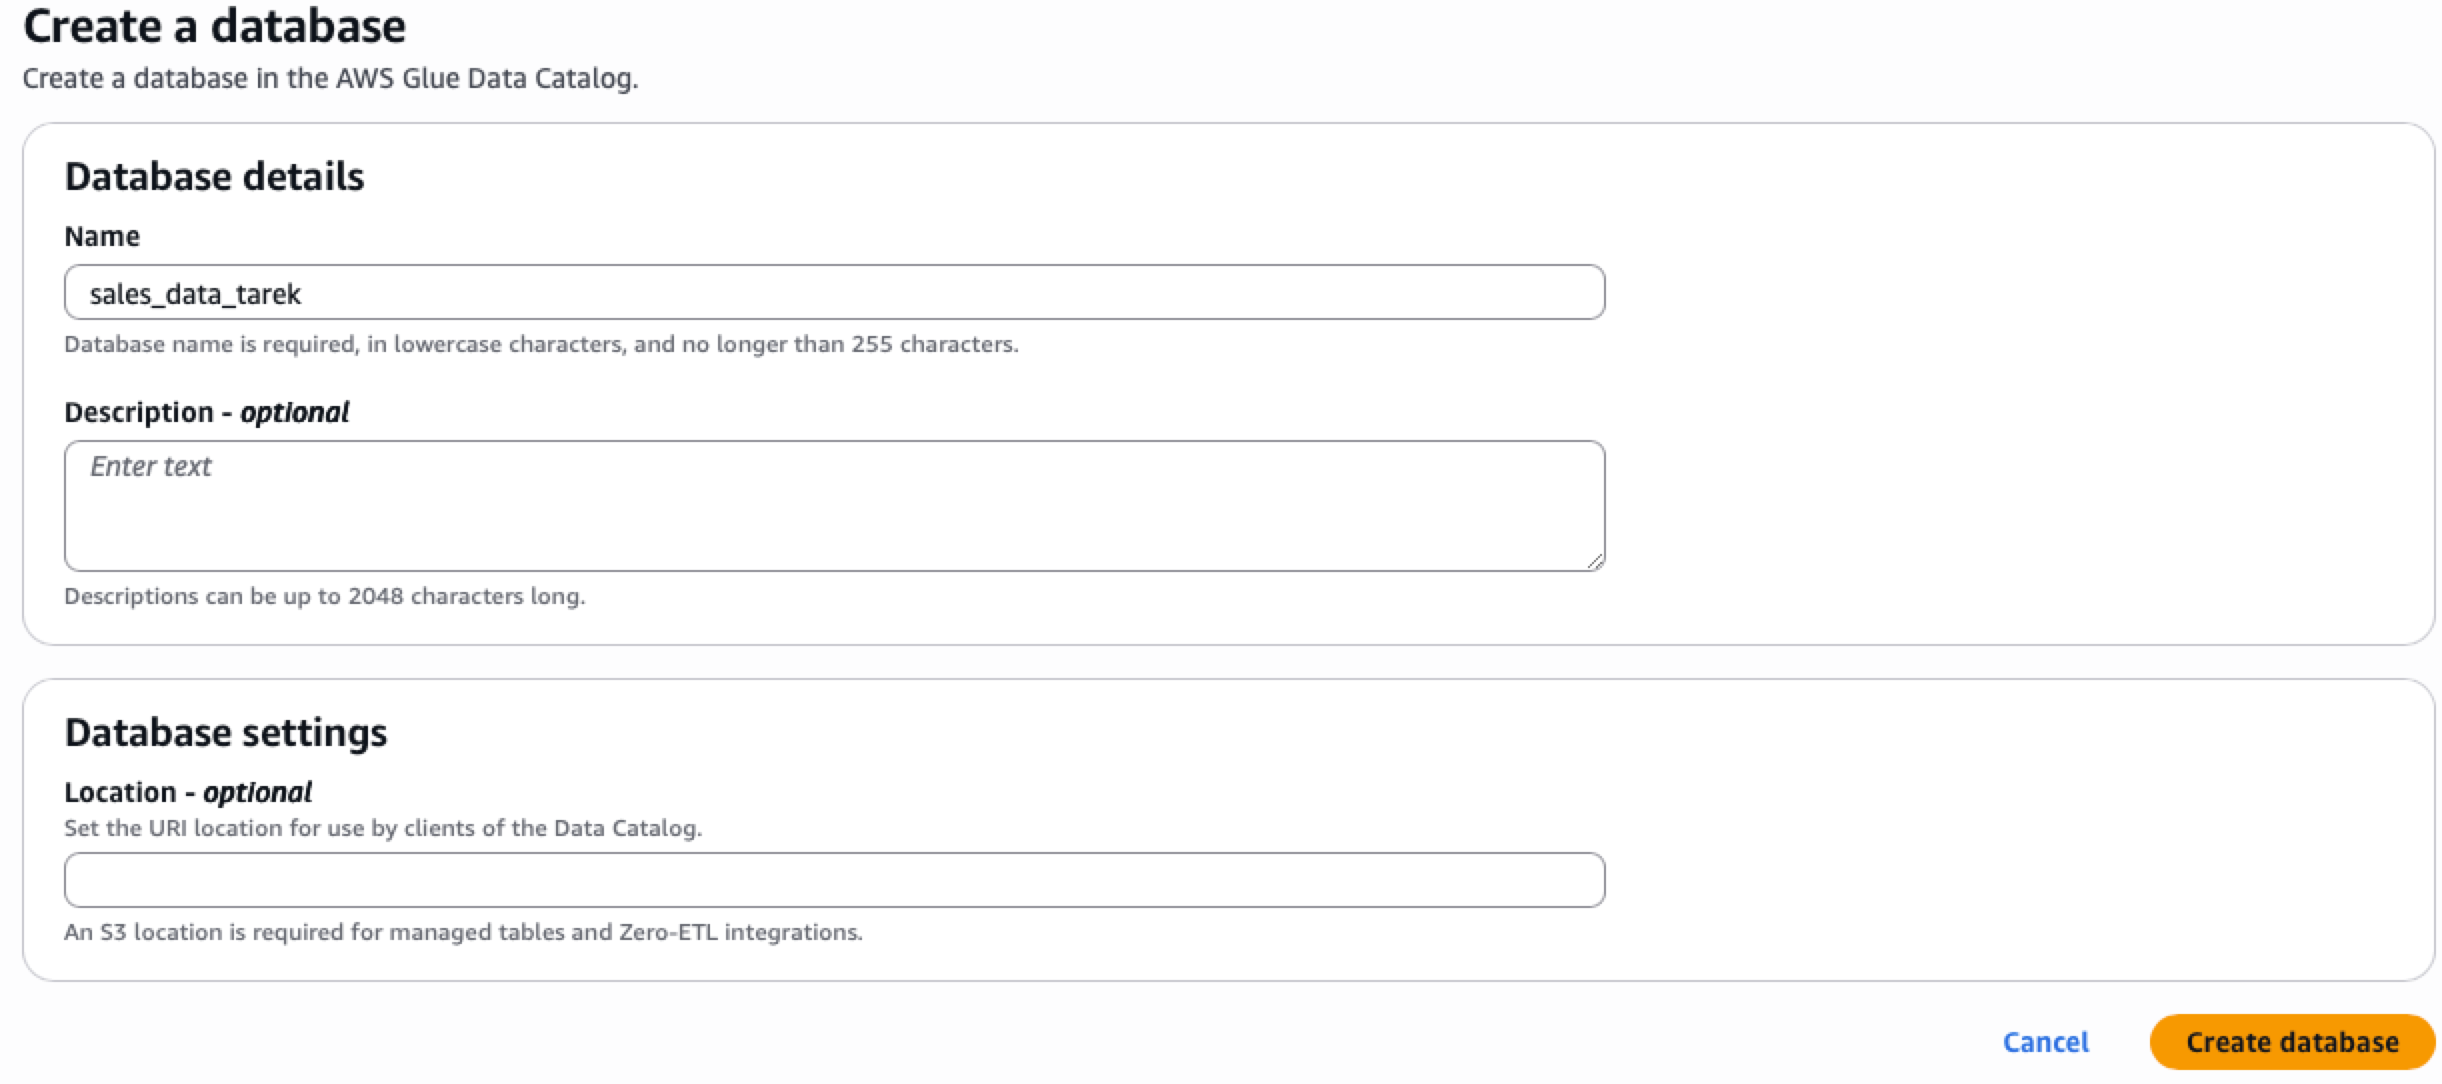 Create a database
Create a database in the AWS Glue Data Catalog.
Database details
Name
sales_data_tarek
Database name is required, in lowercase characters, and no longer than 255 characters.
Description - optional
Enter text
Descriptions can be up to 2048 characters long.
Database settings
Location - optional
Set the URI location for use by clients of the Data Catalog.
An S3 location is required for managed tables and Zero-ETL integrations.
Cancel Create database